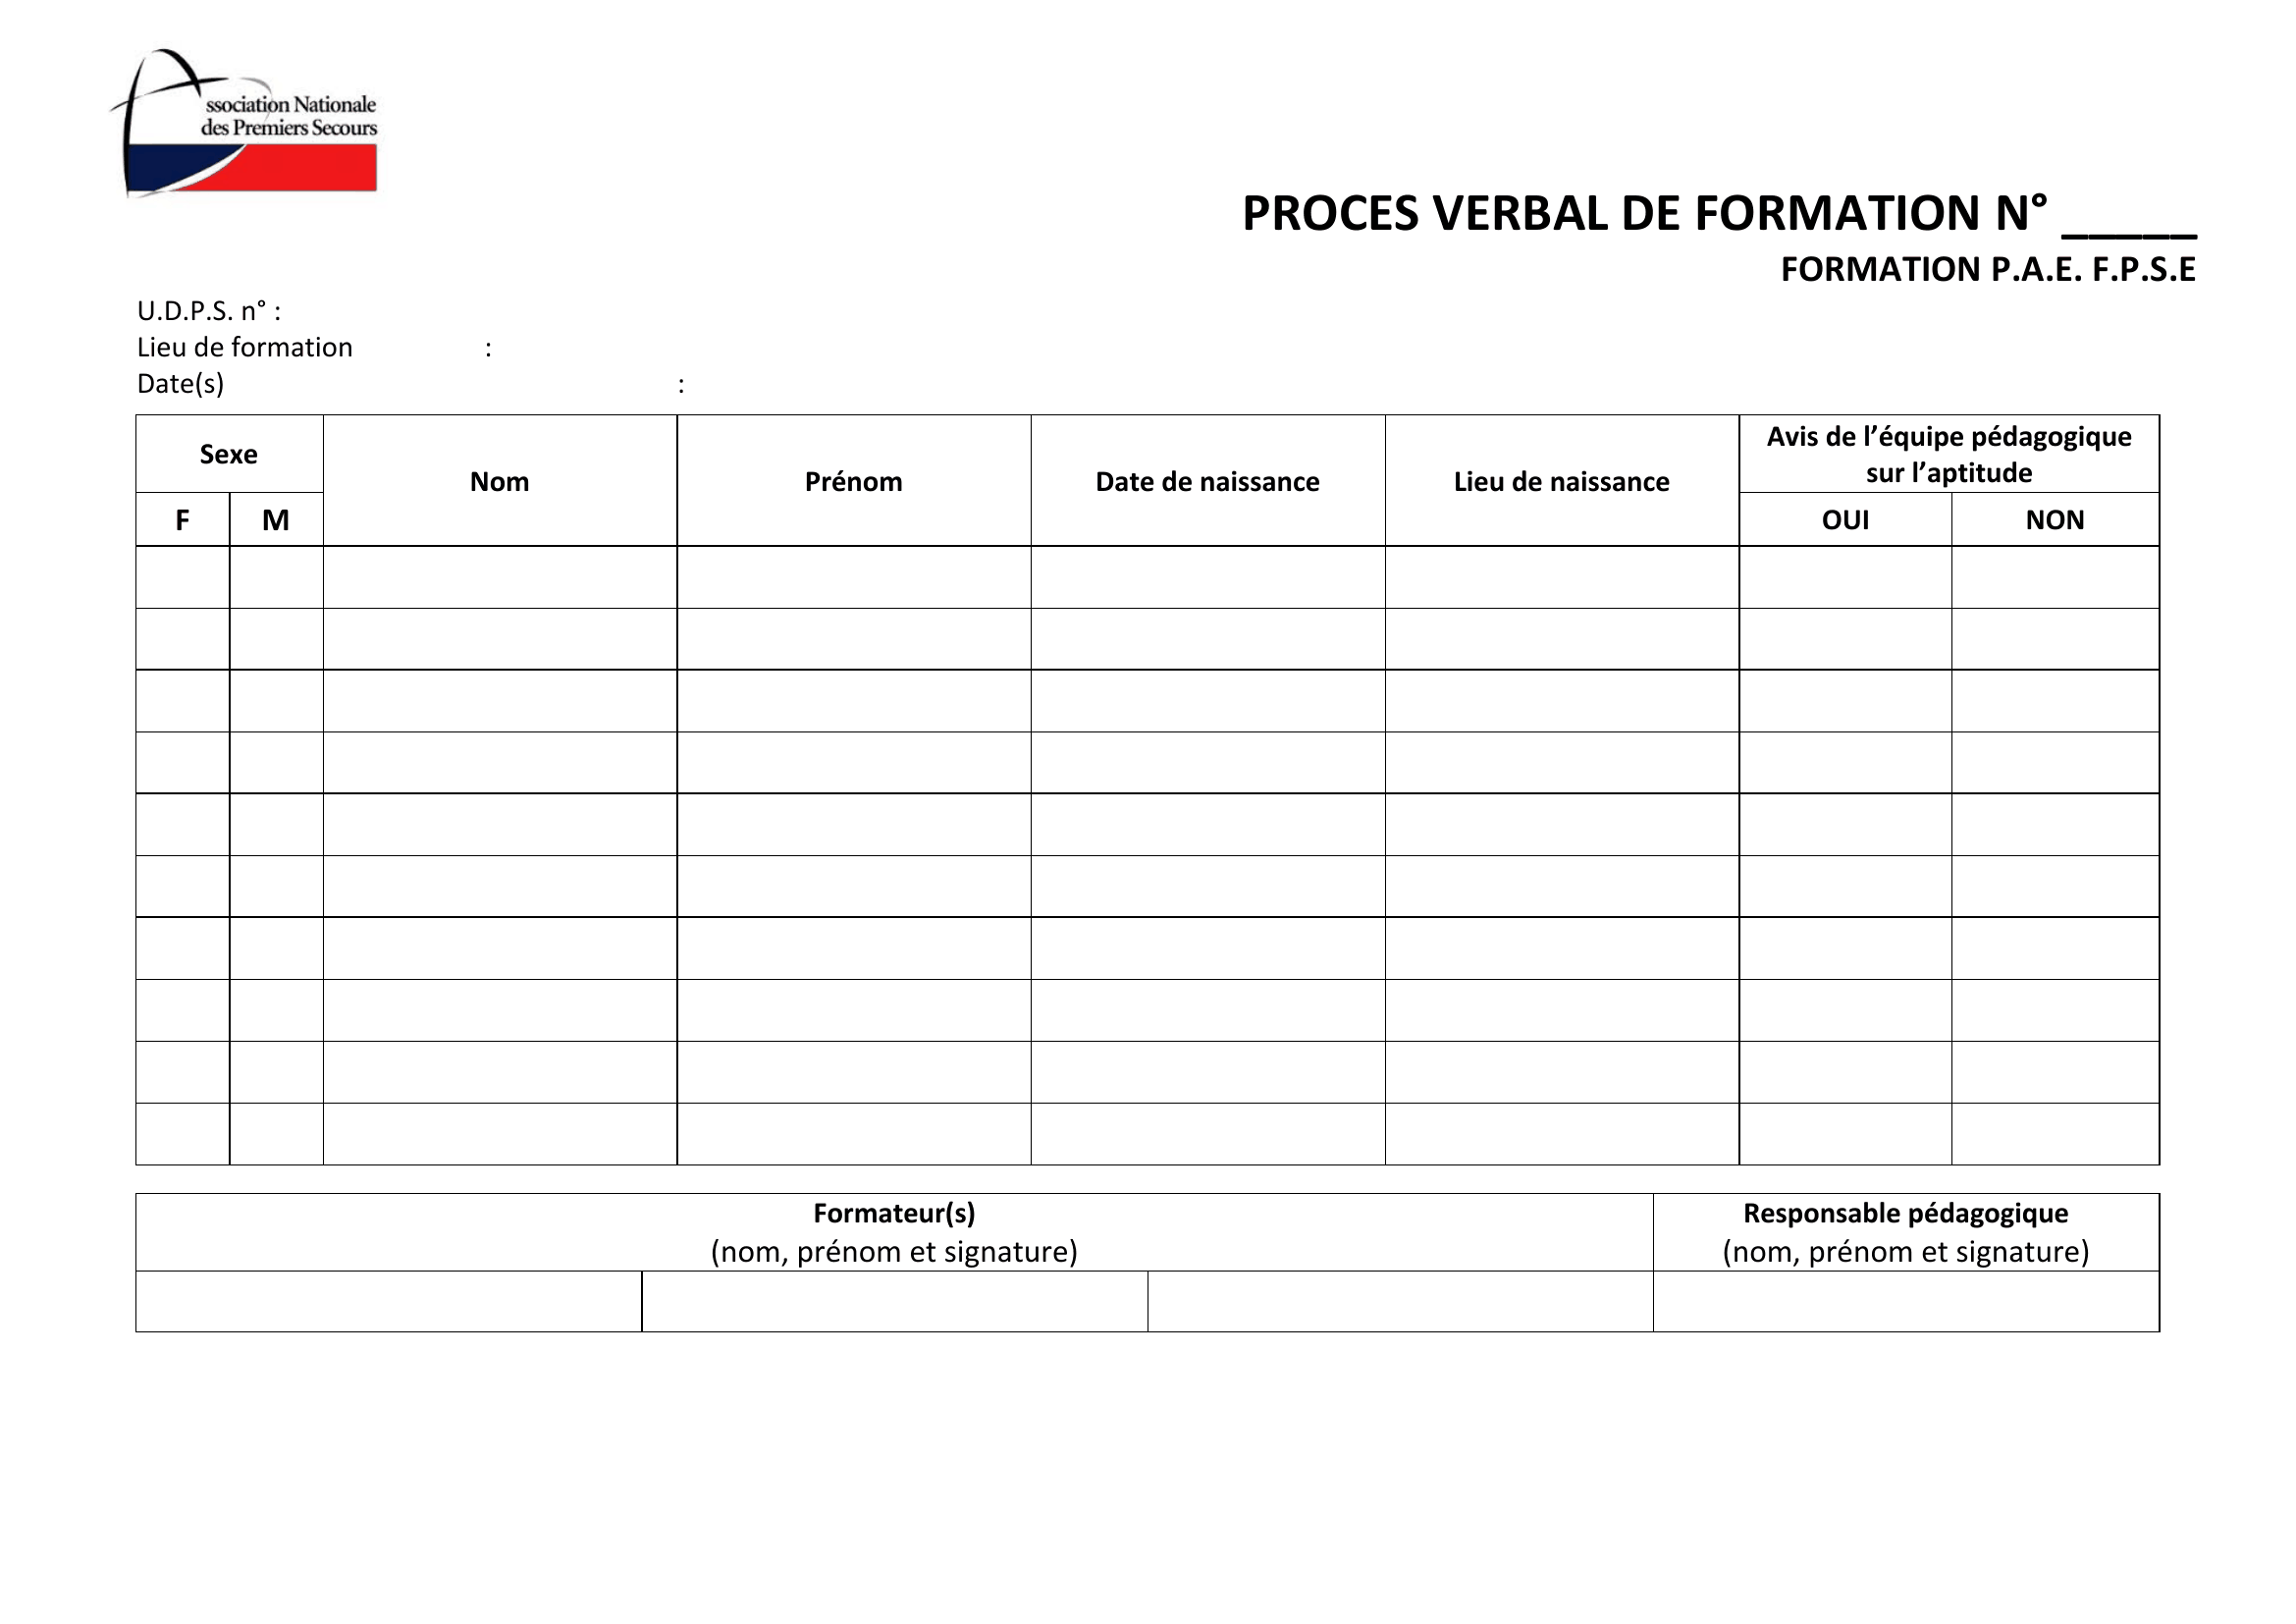 ssociation Nationale
des Premiers Secours
PROCES VERBAL DE FORMATION N° _____
FORMATION P.A.E. F.P.S.E
U.D.P.S. n° :
Lieu de formation :
Date(s) :
Sexe
Nom
Prénom
Date de naissance
Lieu de naissance
Avis de l’équipe pédagogique
sur l’aptitude
F
M
OUI
NON
Formateur(s)
(nom, prénom et signature)
Responsable pédagogique
(nom, prénom et signature)